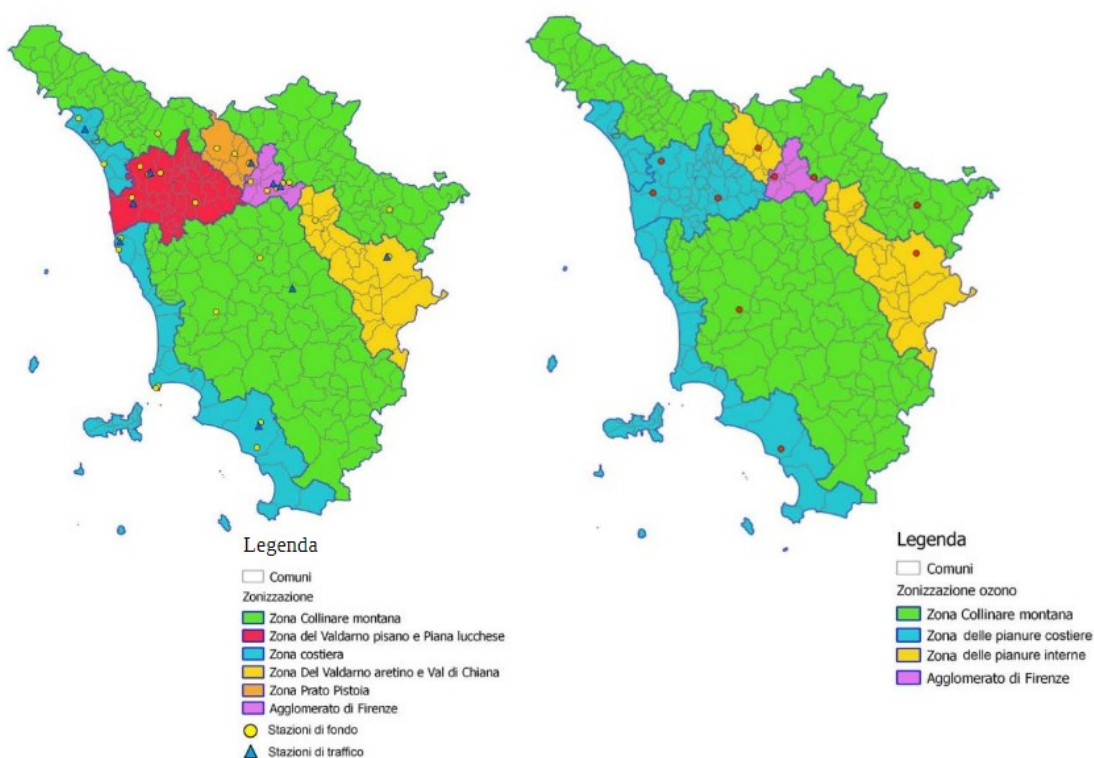 Legenda
Comuni
Zonizzazione
Zona Collinare montana
Zona del Valdarno pisano e Piana lucchese
Zona costiera
Zona Del Valdarno aretino e Val di Chiana
Zona Prato Pistoia
Agglomerato di Firenze
Stazioni di fondo
Stazioni di traffico
Legenda
Comuni
Zonizzazione ozono
Zona Collinare montana
Zona delle pianure costiere
Zona delle pianure interne
Agglomerato di Firenze